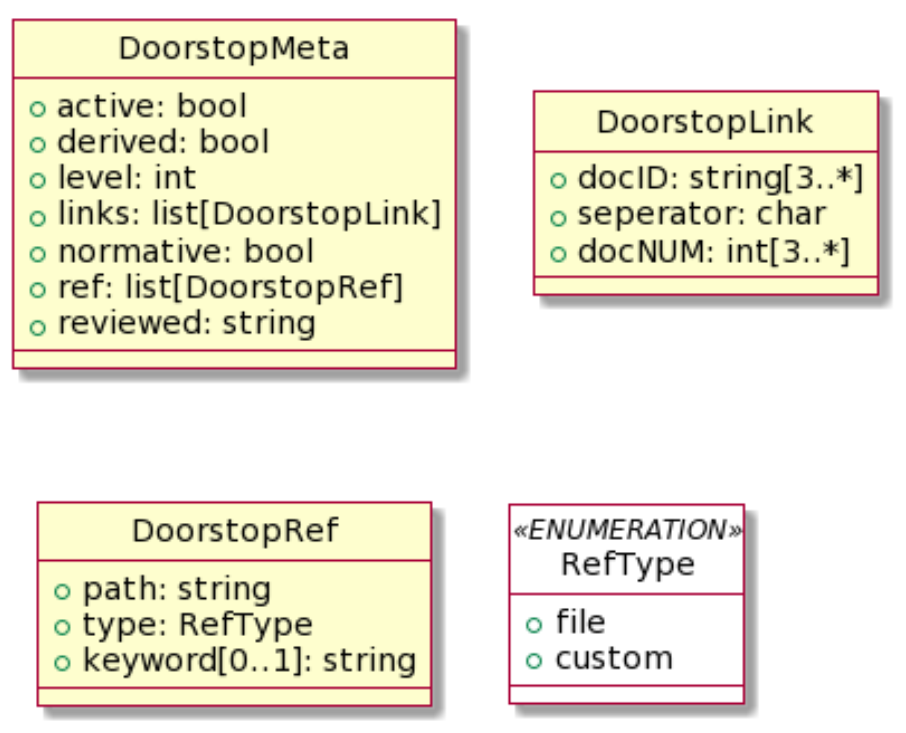 DoorstopMeta
active: bool
derived: bool
level: int
links: list[DoorstopLink]
normative: bool
ref: list[DoorstopRef]
reviewed: string
DoorstopLink
docID: string[3..*]
seperator: char
docNUM: int[3..*]
DoorstopRef
path: string
type: RefType
keyword[0..1]: string
«ENUMERATION»
RefType
file
custom